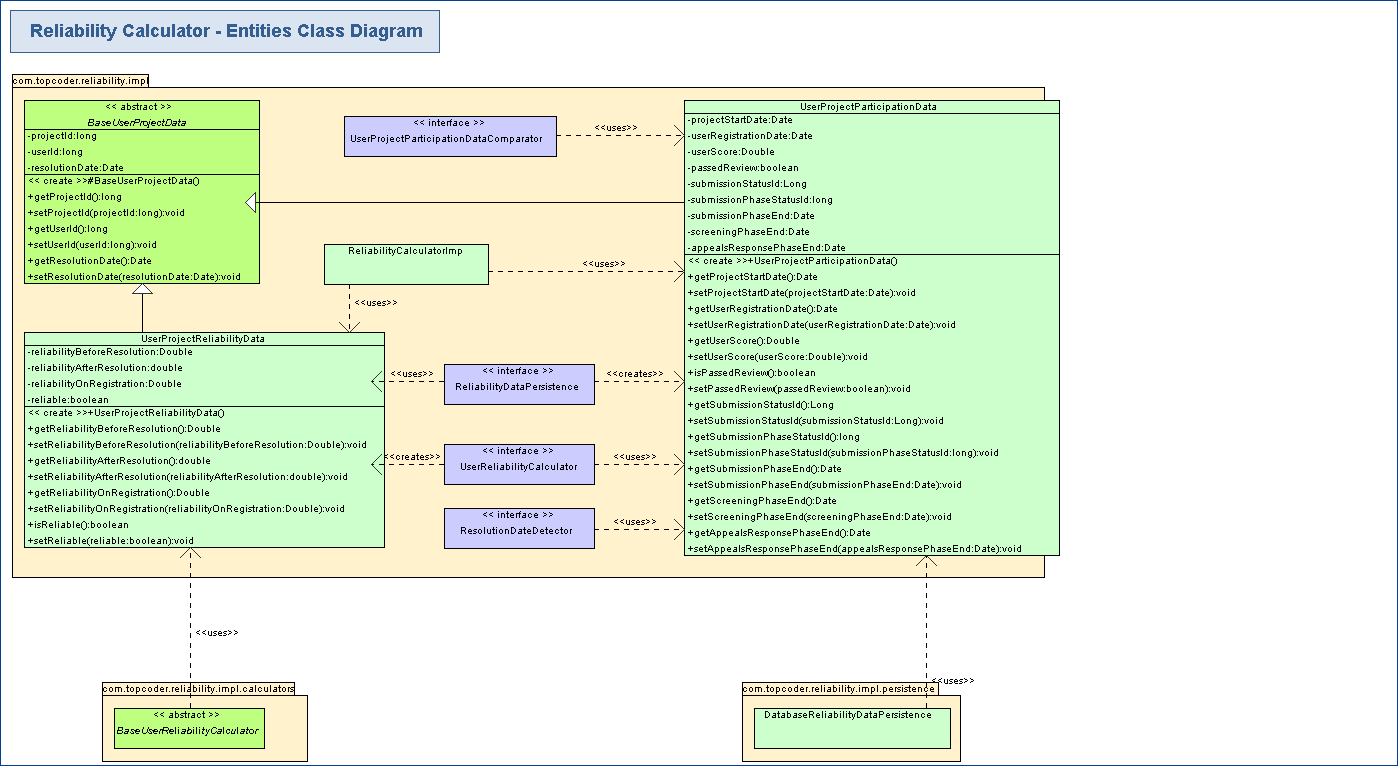 Reliability Calculator - Entities Class Diagram
com.topcoder.reliability.impl
<< abstract >>
BaseUserProjectData
-projectId:long
-userId:long
-resolutionDate:Date
<< create >>#BaseUserProjectData()
+getProjectId():long
+setProjectId(projectId:long):void
+getUserId():long
+setUserId(userId:long):void
+getResolutionDate():Date
+setResolutionDate(resolutionDate:Date):void
<< interface >>
UserProjectParticipationDataComparator
<<uses>>
UserProjectParticipationData
-projectStartDate:Date
-userRegistrationDate:Date
-userScore:Double
-passedReview:boolean
-submissionStatusId:Long
-submissionPhaseStatusId:long
-submissionPhaseEnd:Date
-screeningPhaseEnd:Date
-appealsResponsePhaseEnd:Date
<< create >>+UserProjectParticipationData()
+getProjectStartDate():Date
+setProjectStartDate(projectStartDate:Date):void
+getUserRegistrationDate():Date
+setUserRegistrationDate(userRegistrationDate:Date):void
+getUserScore():Double
+setUserScore(userScore:Double):void
+isPassedReview():boolean
+setPassedReview(passedReview:boolean):void
+getSubmissionStatusId():Long
+setSubmissionStatusId(submissionStatusId:Long):void
+getSubmissionPhaseStatusId():long
+setSubmissionPhaseStatusId(submissionPhaseStatusId:long):void
+getSubmissionPhaseEnd():Date
+setSubmissionPhaseEnd(submissionPhaseEnd:Date):void
+getScreeningPhaseEnd():Date
+setScreeningPhaseEnd(screeningPhaseEnd:Date):void
+getAppealsResponsePhaseEnd():Date
+setAppealsResponsePhaseEnd(appealsResponsePhaseEnd:Date):void
ReliabilityCalculatorImp
<<uses>>
<<uses>>
UserProjectReliabilityData
-reliabilityBeforeResolution:Double
-reliabilityAfterResolution:double
-reliabilityOnRegistration:Double
-reliable:boolean
<< create >>+UserProjectReliabilityData()
+getReliabilityBeforeResolution():Double
+setReliabilityBeforeResolution(reliabilityBeforeResolution:Double):void
+getReliabilityAfterResolution():double
+setReliabilityAfterResolution(reliabilityAfterResolution:double):void
+getReliabilityOnRegistration():Double
+setReliabilityOnRegistration(reliabilityOnRegistration:Double):void
+isReliable():boolean
+setReliable(reliable:boolean):void
<<uses>>
<< interface >>
ReliabilityDataPersistence
<<creates>>
<<creates>>
<< interface >>
UserReliabilityCalculator
<<uses>>
<< interface >>
ResolutionDateDetector
<<uses>>
<<uses>>
<<uses>>
com.topcoder.reliability.impl.calculators
<< abstract >>
BaseUserReliabilityCalculator
com.topcoder.reliability.impl.persistence
DatabaseReliabilityDataPersistence